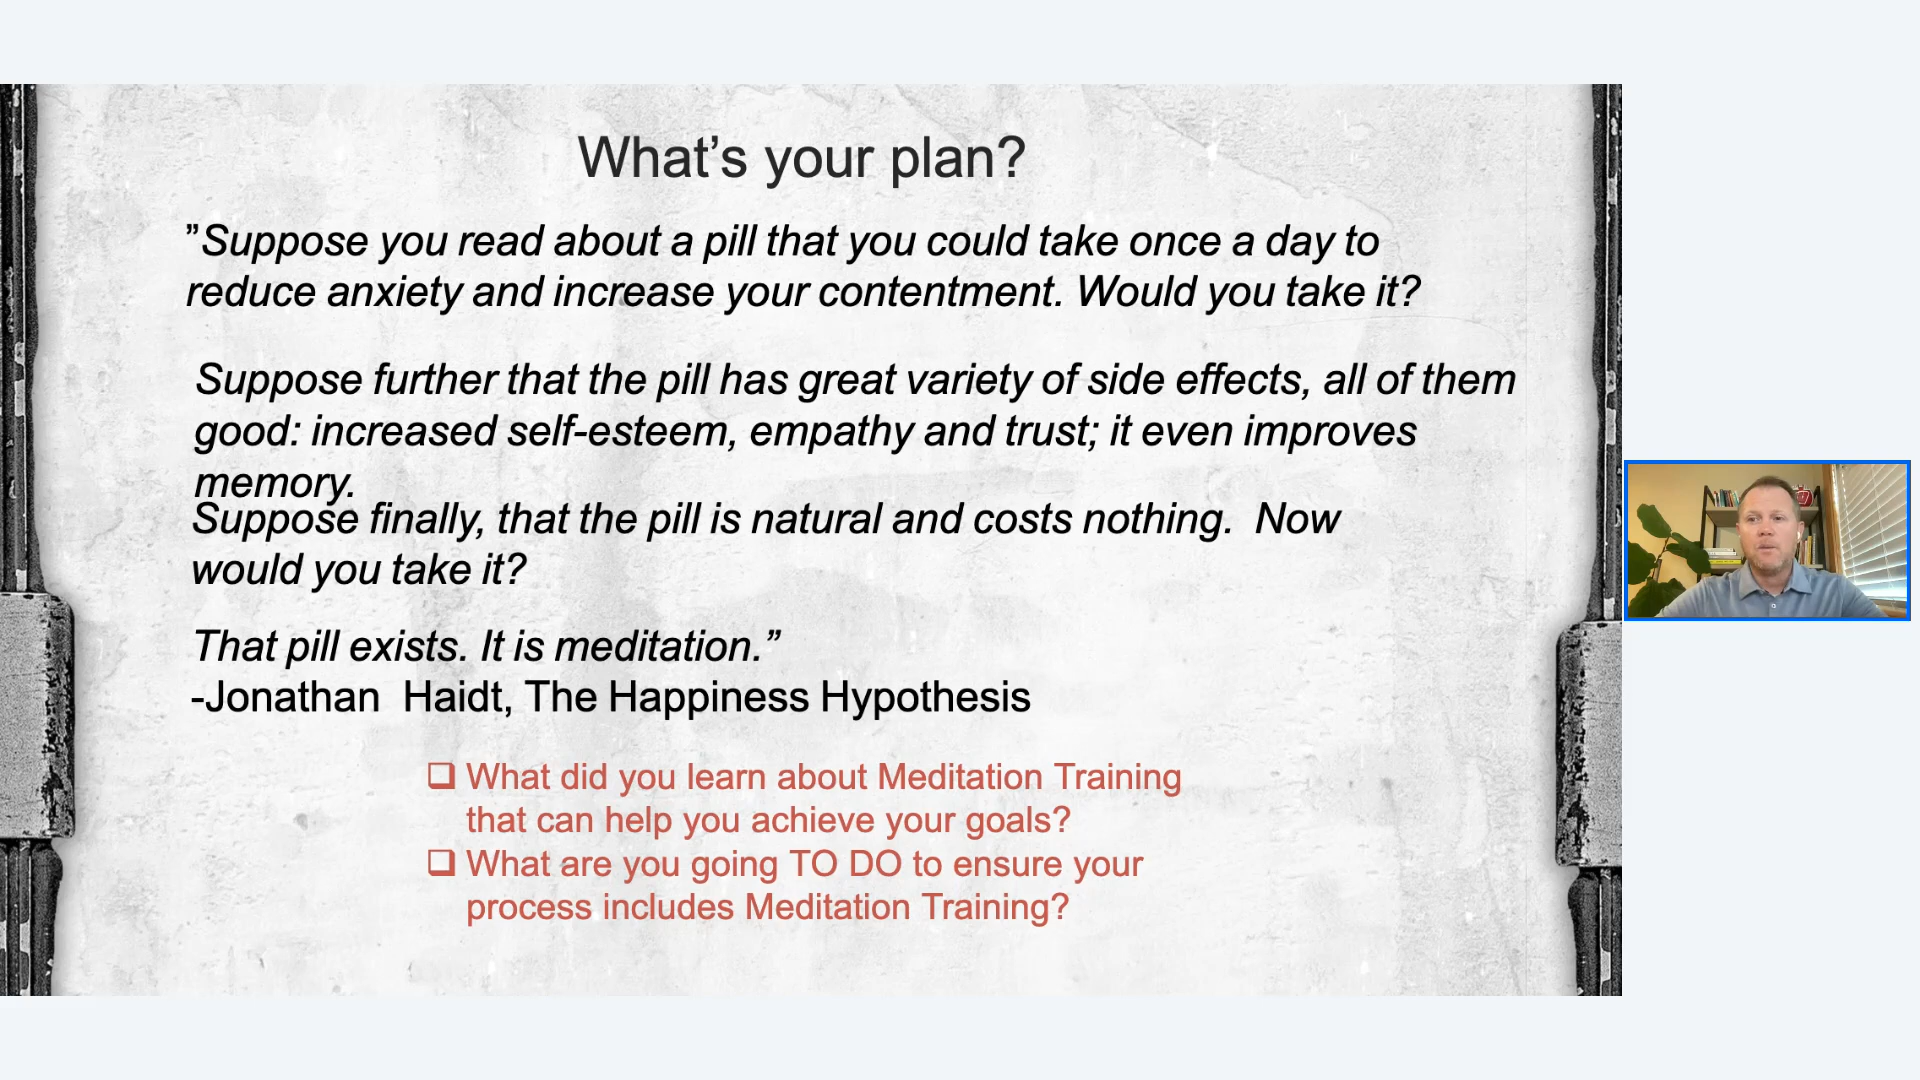 What’s your plan?
”Suppose you read about a pill that you could take once a day to
reduce anxiety and increase your contentment. Would you take it?
Suppose further that the pill has great variety of side effects, all of them
good: increased self-esteem, empathy and trust; it even improves
memory.
Suppose finally, that the pill is natural and costs nothing.  Now
would you take it?
That pill exists. It is meditation.”
-Jonathan  Haidt, The Happiness Hypothesis
❑ What did you learn about Meditation Training
that can help you achieve your goals?
❑ What are you going TO DO to ensure your
process includes Meditation Training?